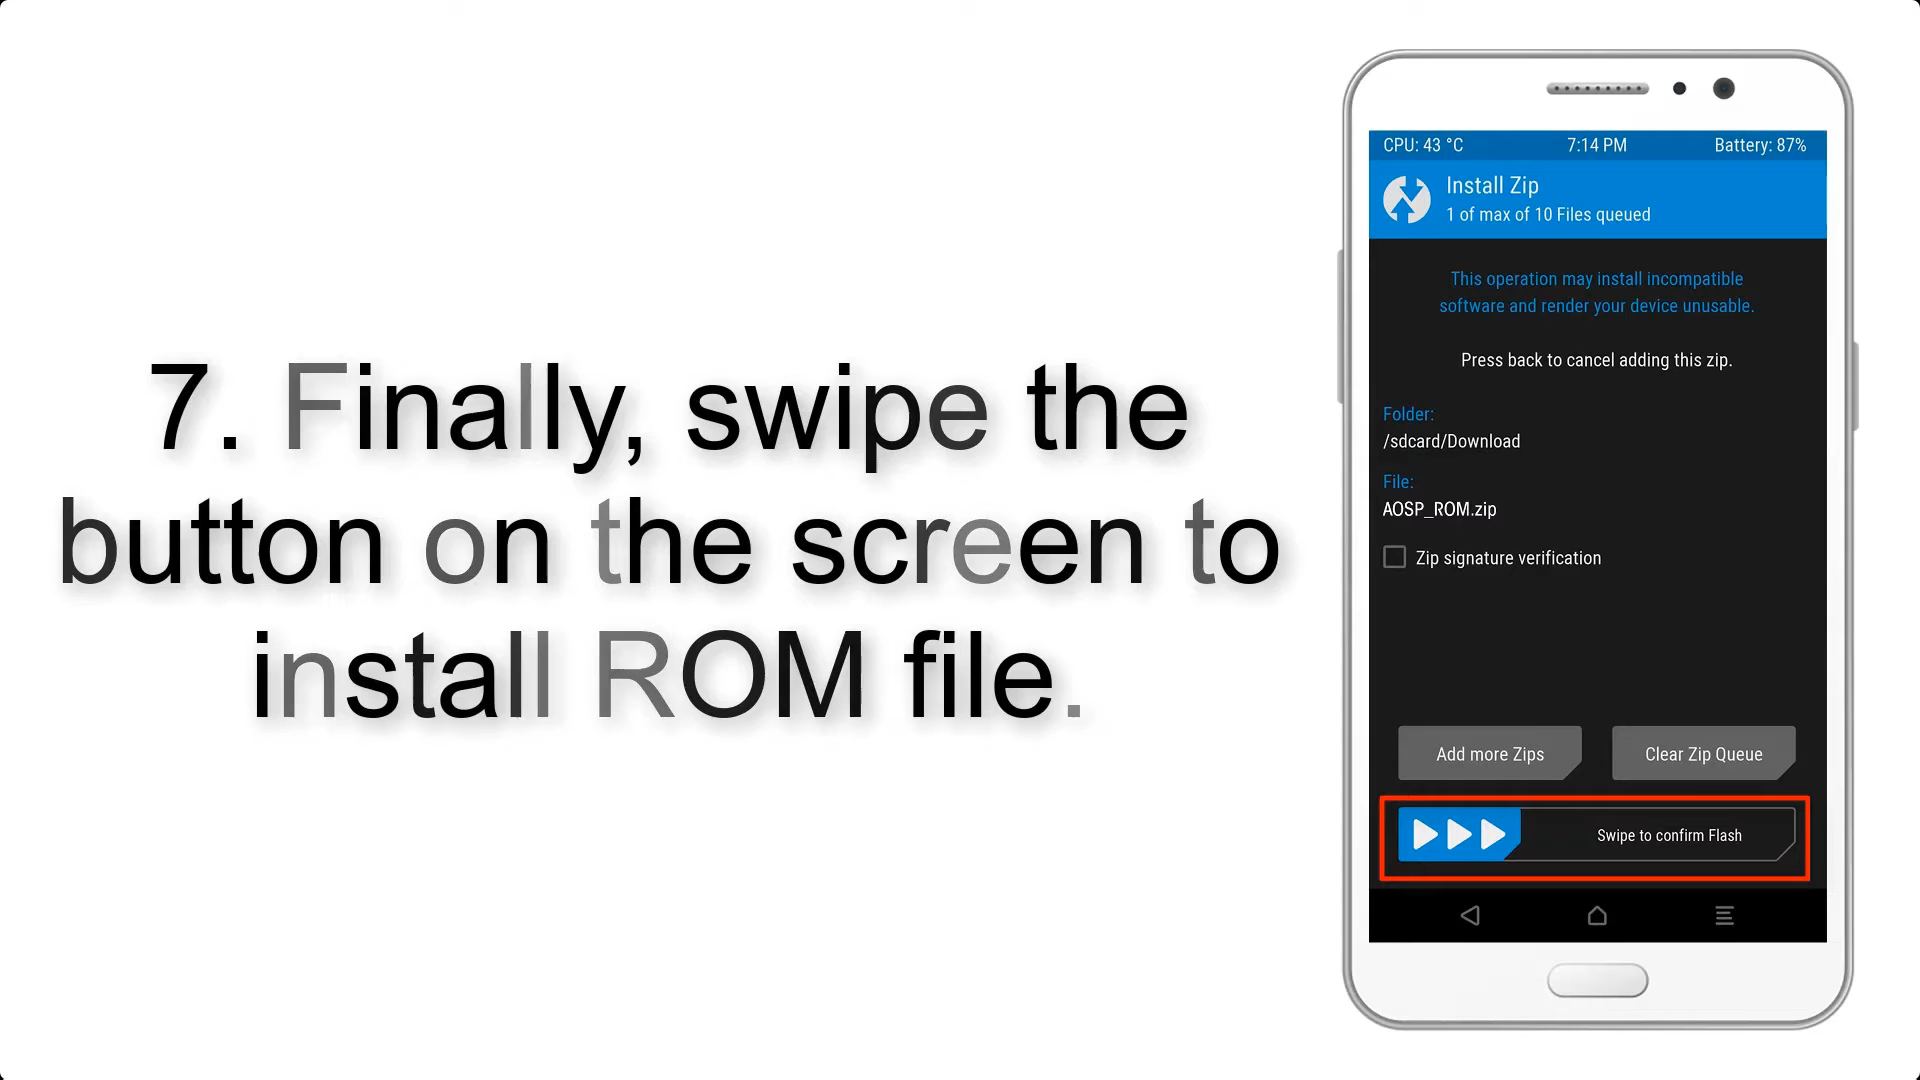 7. Finally, swipe the
button on the screen to
install ROM file.
CPU: 43 °C 7:14 PM Battery: 87%
Install Zip
1 of max of 10 Files queued
This operation may install incompatible
software and render your device unusable.
Press back to cancel adding this zip.
Folder:
/sdcard/Download
File:
AOSP_ROM.zip
Zip signature verification
Add more Zips Clear Zip Queue
Swipe to confirm Flash